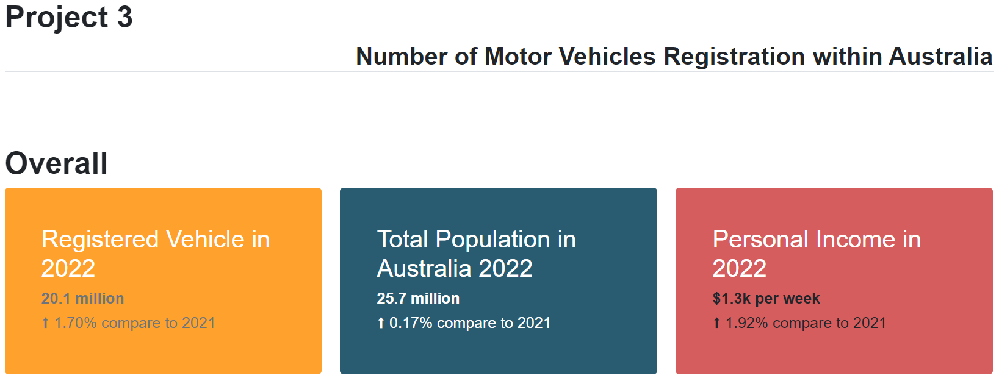 Project 3
Number of Motor Vehicles Registration within Australia
Overall
Registered Vehicle in
2022
20.1 million
⬆ 1.70% compare to 2021
Total Population in
Australia 2022
25.7 million
⬆ 0.17% compare to 2021
Personal Income in
2022
$1.3k per week
⬆ 1.92% compare to 2021